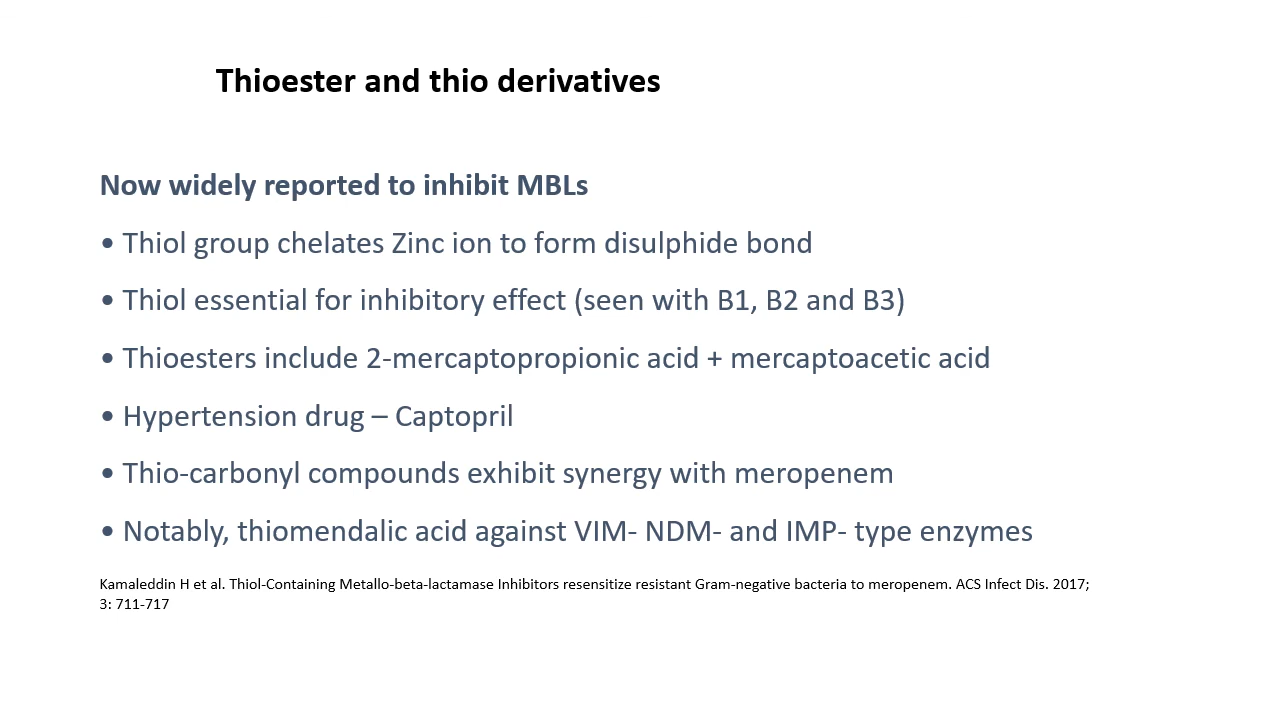 Thioester and thio derivatives
Now widely reported to inhibit MBLs
• Thiol group chelates Zinc ion to form disulphide bond
• Thiol essential for inhibitory effect (seen with B1, B2 and B3)
• Thioesters include 2-mercaptopropionic acid + mercaptoacetic acid
• Hypertension drug – Captopril
• Thio-carbonyl compounds exhibit synergy with meropenem
• Notably, thiomendalic acid against VIM- NDM- and IMP- type enzymes
Kamaleddin H et al. Thiol-Containing Metallo-beta-lactamase Inhibitors resensitize resistant Gram-negative bacteria to meropenem. ACS Infect Dis. 2017;
3: 711-717